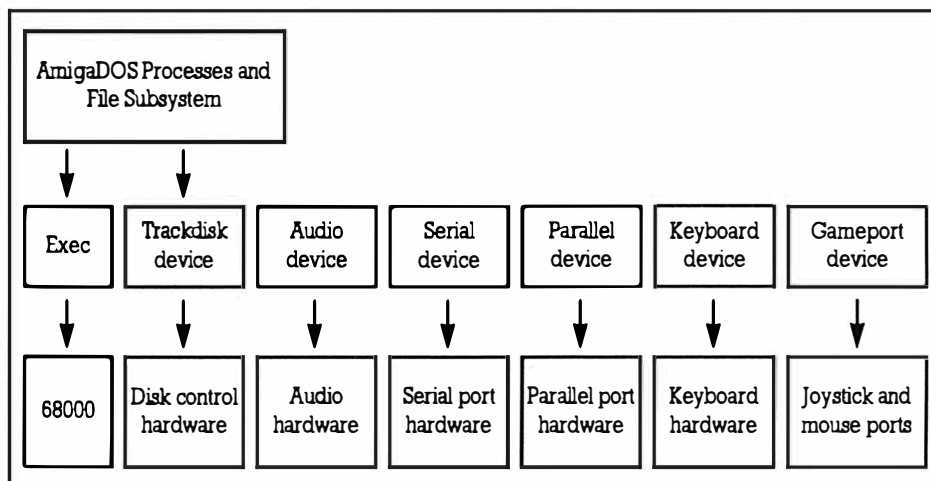 AmigaDOS Processes and
File Subsystem
Exec
Trackdisk
device
Audio
device
Serial
device
Parallel
device
Keyboard
device
Gameport
device
68000
Disk control
hardware
Audio
hardware
Serial port
hardware
Parallel port
hardware
Keyboard
hardware
Joystick and
mouse ports